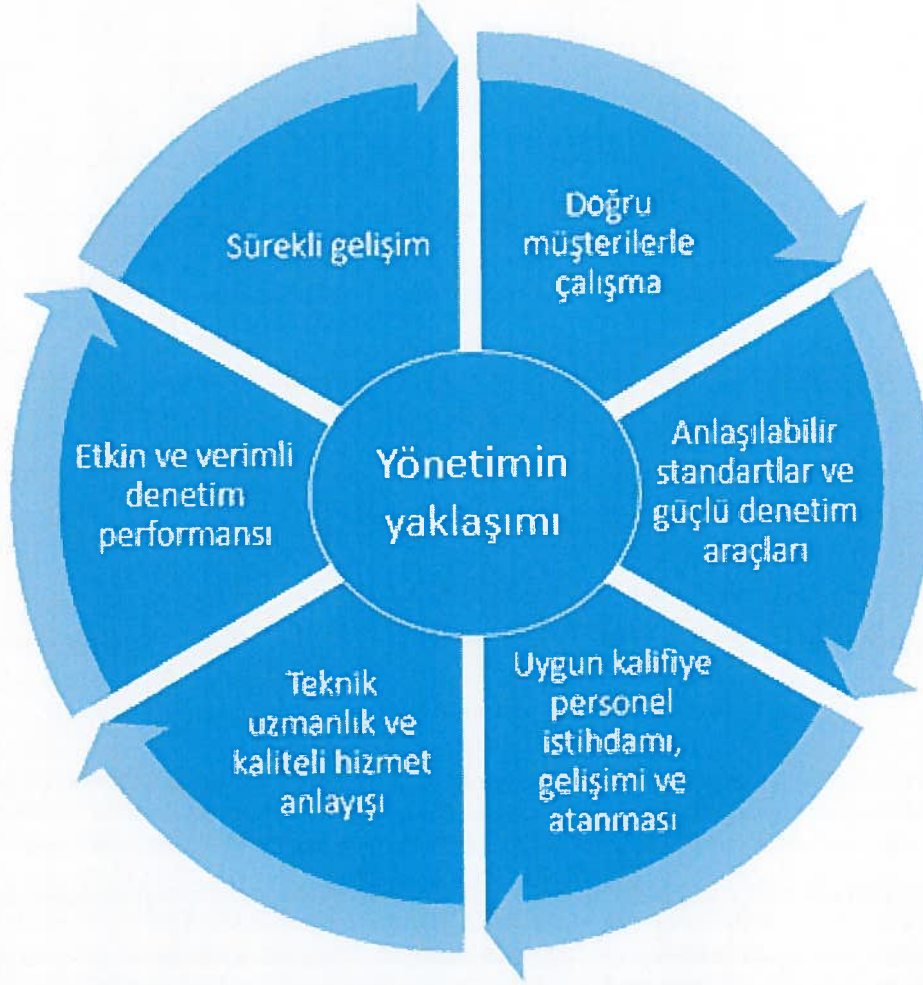 Doğru
müşterilerle
çalışma
Anlaşılabilir
standartlar ve
güçlü denetim
araçları
Uygun kalifiye
personel
istihdamı,
gelişimi ve
atanması
Teknik
uzmanlık ve
kaliteli hizmet
anlayışı
Etkin ve verimli
denetim
performansı
Sürekli gelişim
Yönetimin
yaklaşımı